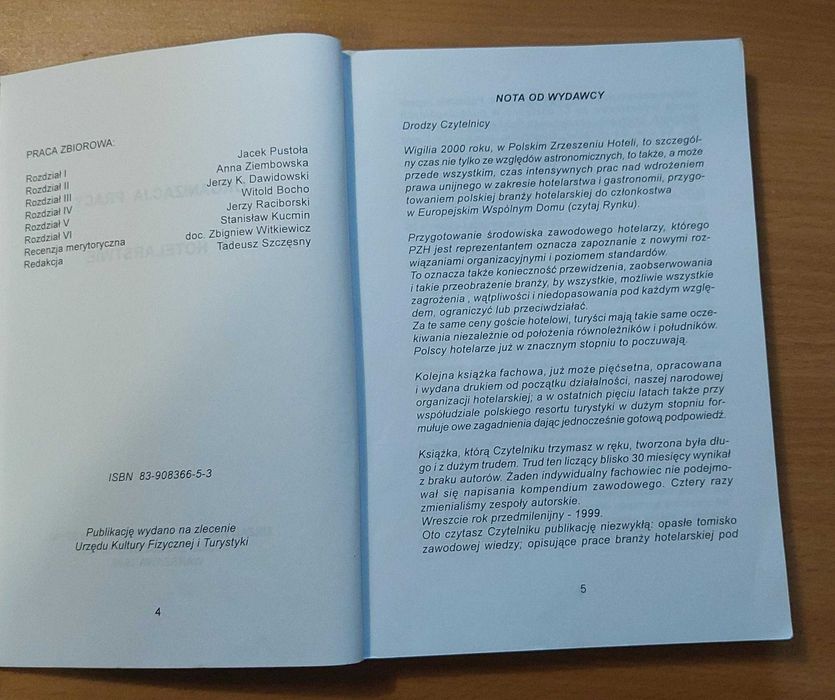 PRACA ZBIOROWA:
Rozdział I Jacek Pustoła
Rozdział II Anna Ziembowska
Rozdział III Jerzy K. Dawidowski
Rozdział IV Witold Bocho
Rozdział V Jerzy Raciborski
Rozdział VI Stanisław Kucmin
Recenzja merytoryczna doc. Zbigniew Witkiewicz
Redakcja Tadeusz Szczęsny
ISBN 83-908366-5-3
Publikację wydano na zlecenie
Urzędu Kultury Fizycznej i Turystyki
4
NOTA OD WYDAWCY
Drodzy Czytelnicy
Wigilia 2000 roku, w Polskim Zrzeszeniu Hoteli, to szczegól-
ny czas nie tylko ze względów astronomicznych, to także, a może
przede wszystkim, czas intensywnych prac nad wdrożeniem
prawa unijnego w zakresie hotelarstwa i gastronomii, przygo-
towaniem polskiej branży hotelarskiej do członkostwa
w Europejskim Wspólnym Domu (czytaj Rynku).
Przygotowanie środowiska zawodowego hotelarzy, którego
PZH jest reprezentantem oznacza zapoznanie z nowymi roz-
wiązaniami organizacyjnymi i poziomem standardów.
To oznacza także konieczność przewidzenia, zaobserwowania
i takie przeobrażenie branży, by wszystkie, możliwie wszystkie
zagrożenia , wątpliwości i niedopasowania pod każdym wzglę-
dem, ograniczyć lub przeciwdziałać.
Za te same ceny goście hotelowi, turyści mają takie same ocze-
kiwania niezależnie od położenia równoleżników i południków.
Polscy hotelarze już w znacznym stopniu to poczuwają.
Kolejna książka fachowa, już może pięćsetna, opracowana
i wydana drukiem od początku działalności, naszej narodowej
organizacji hotelarskiej; a w ostatnich pięciu latach także przy
współudziale polskiego resortu turystyki w dużym stopniu for-
mułuje owe zagadnienia dając jednocześnie gotową podpowiedź.
Książka, którą Czytelniku trzymasz w ręku, tworzona była dłu-
go i z dużym trudem. Trud ten liczący blisko 30 miesięcy wynikał
z braku autorów. Żaden indywidualny fachowiec nie podejmo-
wał się napisania kompendium zawodowego. Cztery razy
zmienialiśmy zespoły autorskie.
Wreszcie rok przedmilenijny - 1999.
Oto czytasz Czytelniku publikację niezwykłą: opasłe tomisko
zawodowej wiedzy; opisujące prace branży hotelarskiej pod
5